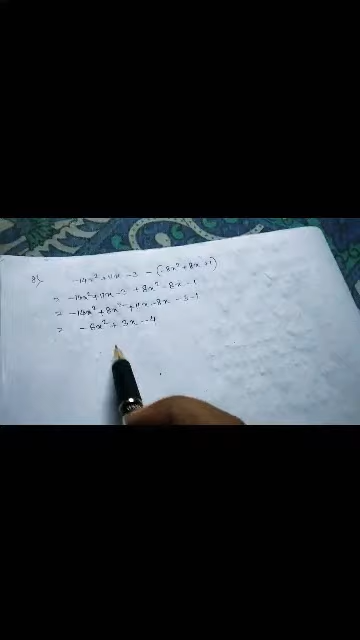 8). -14x² + 11x - 3 - (-8x² + 8x + 1)
= -14x² + 11x - 3 + 8x² - 8x - 1
= -14x² + 8x² + 11x - 8x - 3 - 1
= - 6x² + 3x - 4